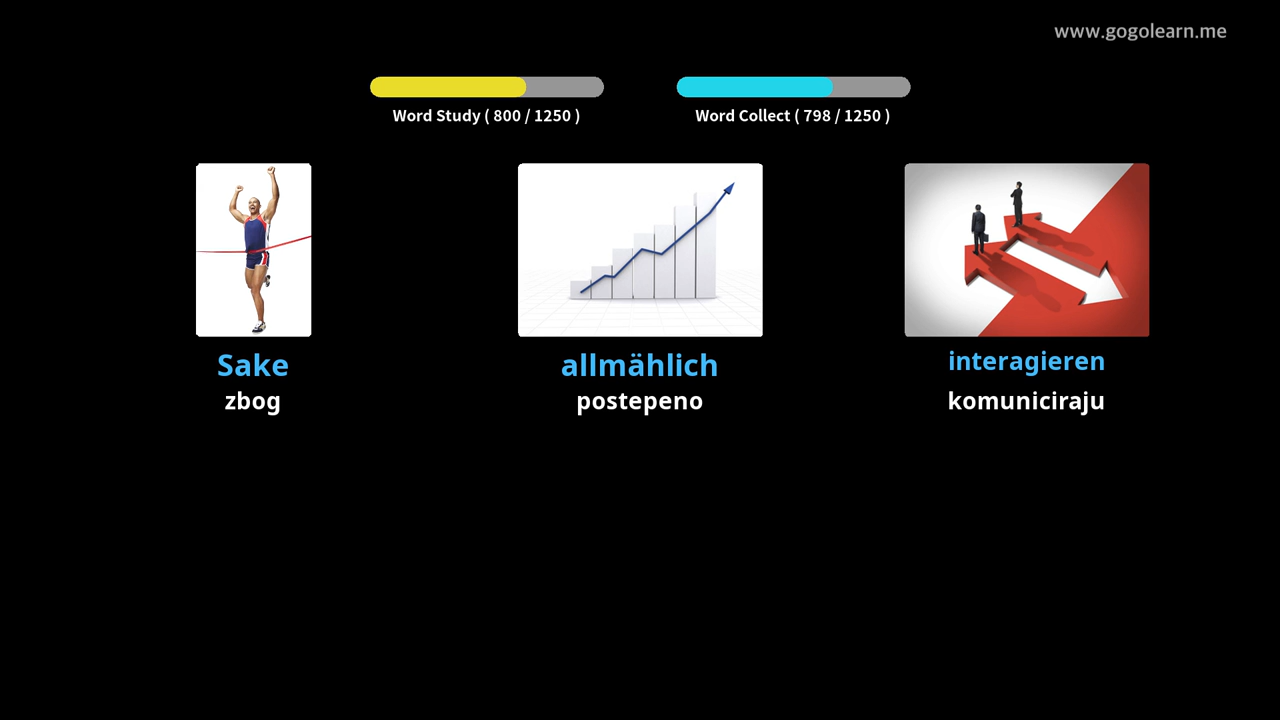 www.gogolearn.me
Word Study ( 800 / 1250 )
Word Collect ( 798 / 1250 )
Sake
zbog
allmählich
postepeno
interagieren
komuniciraju